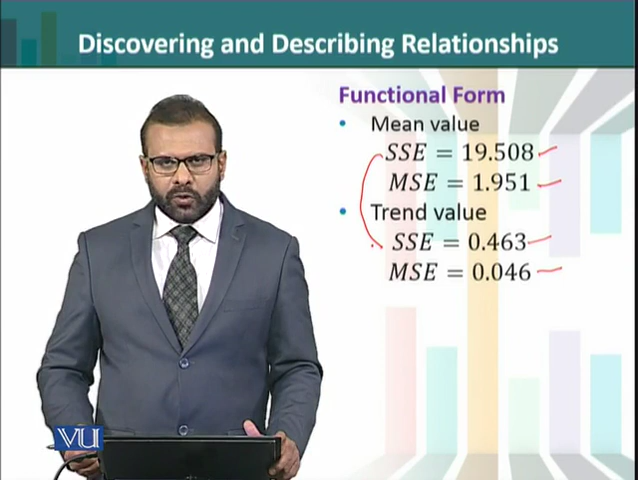 Discovering and Describing Relationships
Functional Form
• Mean value
SSE = 19.508
MSE = 1.951
• Trend value
SSE = 0.463
MSE = 0.046
VU